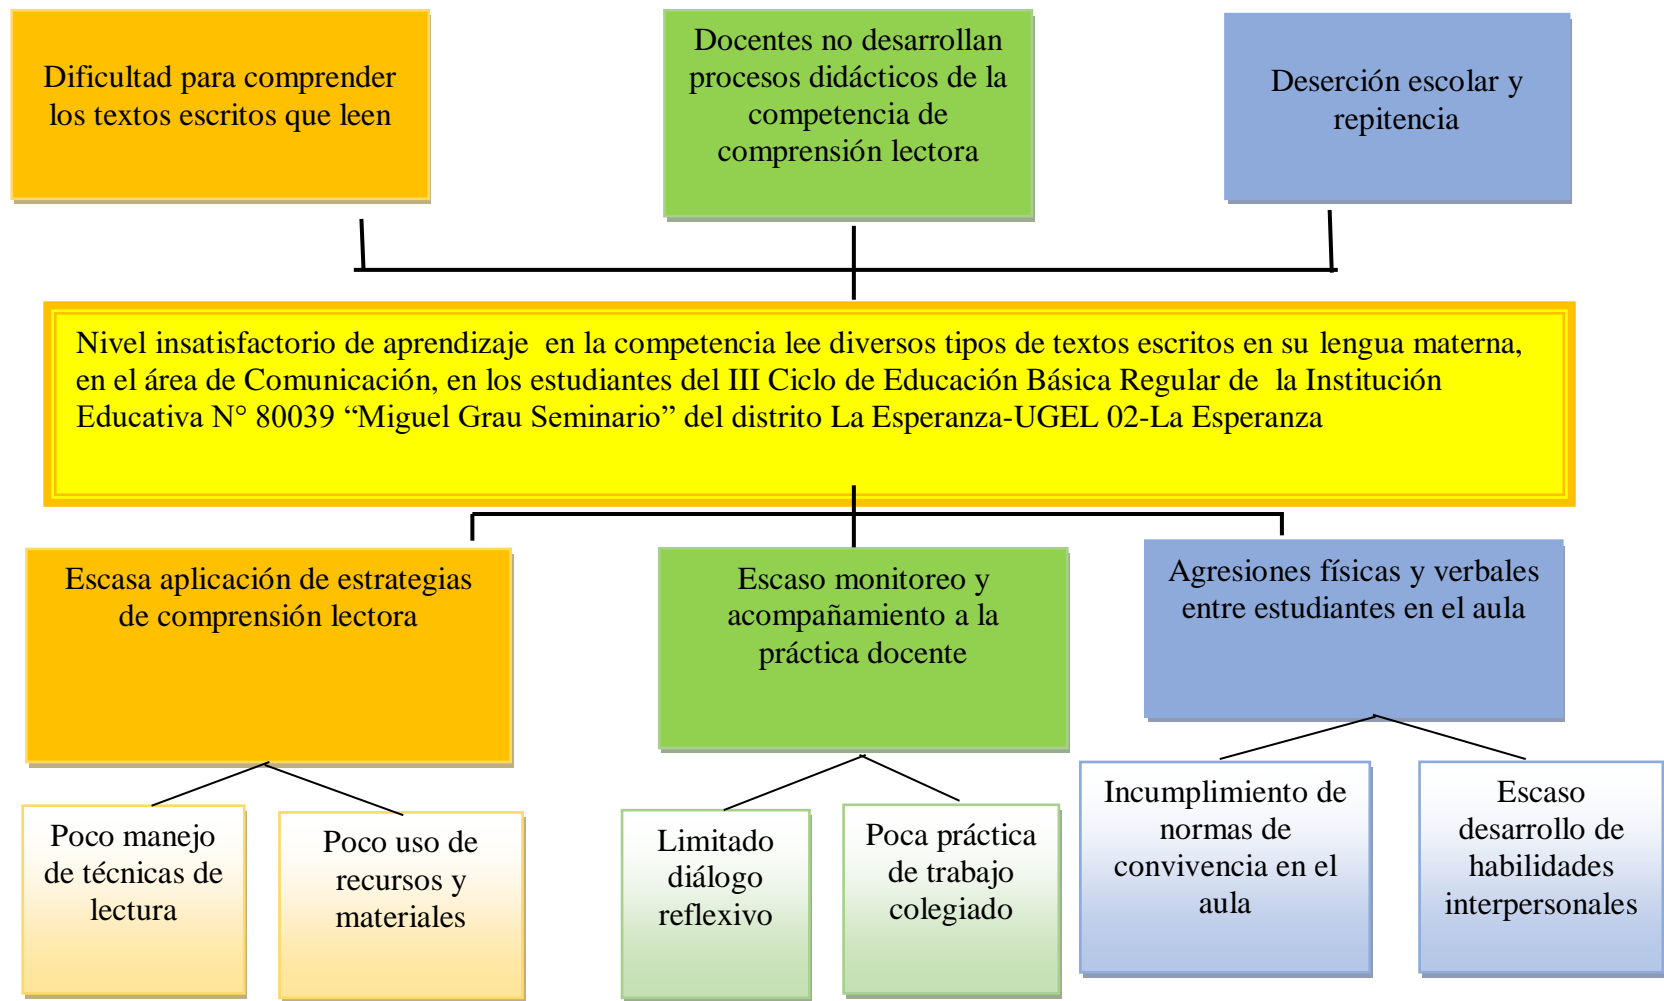 Dificultad para comprender
los textos escritos que leen
Docentes no desarrollan
procesos didácticos de la
competencia de
comprensión lectora
Deserción escolar y
repitencia
Nivel insatisfactorio de aprendizaje en la competencia lee diversos tipos de textos escritos en su lengua materna,
en el área de Comunicación, en los estudiantes del III Ciclo de Educación Básica Regular de la Institución
Educativa N° 80039 “Miguel Grau Seminario” del distrito La Esperanza-UGEL 02-La Esperanza
Escasa aplicación de estrategias
de comprensión lectora
Escaso monitoreo y
acompañamiento a la
práctica docente
Agresiones físicas y verbales
entre estudiantes en el aula
Poco manejo
de técnicas de
lectura
Poco uso de
recursos y
materiales
Limitado
diálogo
reflexivo
Poca práctica
de trabajo
colegiado
Incumplimiento de
normas de
convivencia en el
aula
Escaso
desarrollo de
habilidades
interpersonales